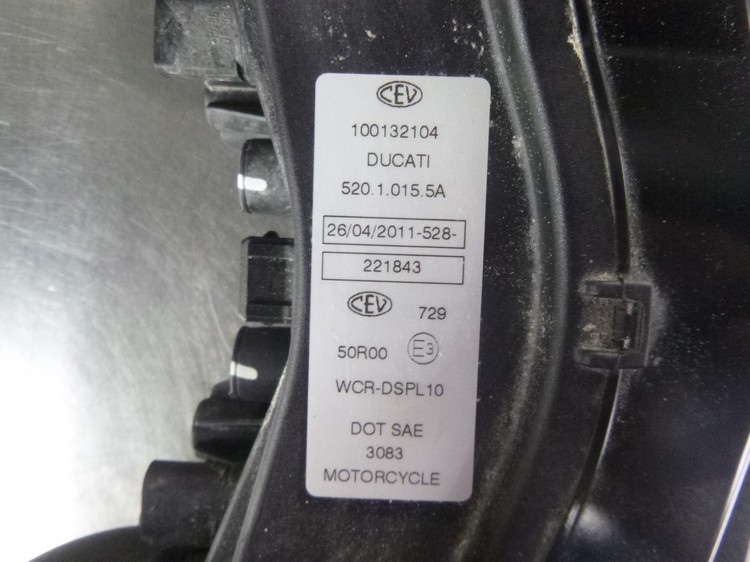 CEV
100132104
DUCATI
520.1.015.5A
26/04/2011-528-
221843
CEV 729
50R00 E3
WCR-DSPL10
DOT SAE
3083
MOTORCYCLE